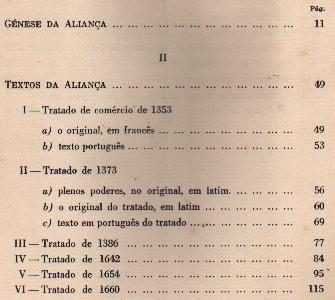 Pág.
GÉNESE DA ALIANÇA ... ... ... ... ... ... ... ... ... ... 11
II
TEXTOS DA ALIANÇA ... ... ... ... ... ... ... ... ... ... 49
I — Tratado de comércio de 1353
a) o original, em francês ... ... ... ... ... ... ... 49
b) texto português ... ... ... ... ... ... ... ... ... 53
II — Tratado de 1373
a) plenos poderes, no original, em latim. 56
b) o original do tratado, em latim ... ... ... ... 60
c) texto em português do tratado ... ... ... ... 69
III — Tratado de 1386 ... ... ... ... ... ... ... ... ... 77
IV — Tratado de 1642 ... ... ... ... ... ... ... ... ... 84
V — Tratado de 1654 ... ... ... ... ... ... ... ... ... 95
VI — Tratado de 1660 ... ... ... ... ... ... ... ... ... 115